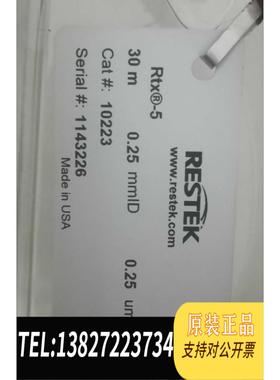 RESTEK
www.restek.com
Rtx®-5
30 m 0.25 mmID 0.25 um
Cat #: 10223
Serial #: 1143226
Made in USA
TEL:13827223734
原装正品
支持对公开票